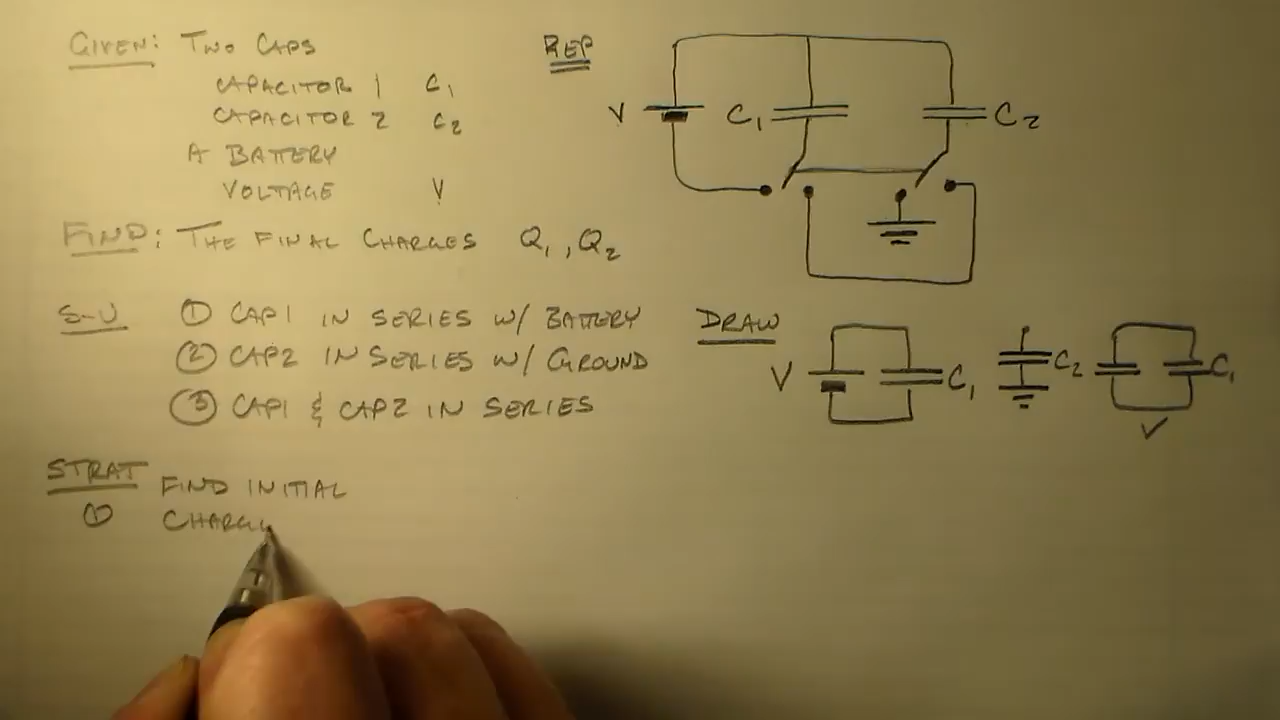 GIVEN: TWO CAPS
CAPACITOR 1 C1
CAPACITOR 2 C2
A BATTERY
VOLTAGE V
FIND: THE FINAL CHARGES Q1, Q2
S-U ① CAP1 IN SERIES W/ BATTERY
② CAP2 IN SERIES W/ GROUND
③ CAP1 & CAP2 IN SERIES
STRAT FIND INITIAL
① CHARGE
REP
V C1 C2
DRAW
V C1 C2 C1
V